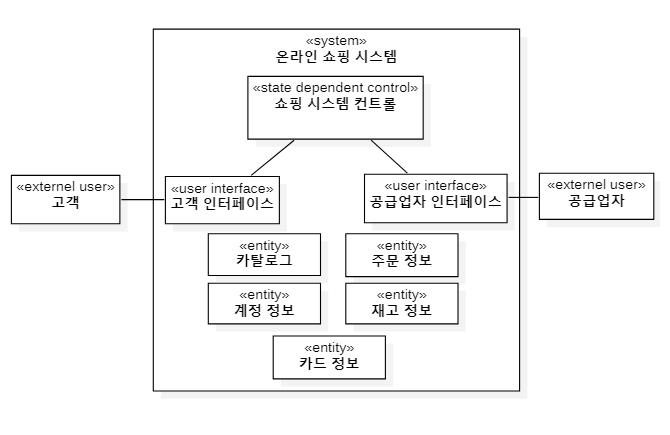 «system»
온라인 쇼핑 시스템
«state dependent control»
쇼핑 시스템 컨트롤
«externel user»
고객
«user interface»
고객 인터페이스
«user interface»
공급업자 인터페이스
«externel user»
공급업자
«entity»
카탈로그
«entity»
주문 정보
«entity»
계정 정보
«entity»
재고 정보
«entity»
카드 정보